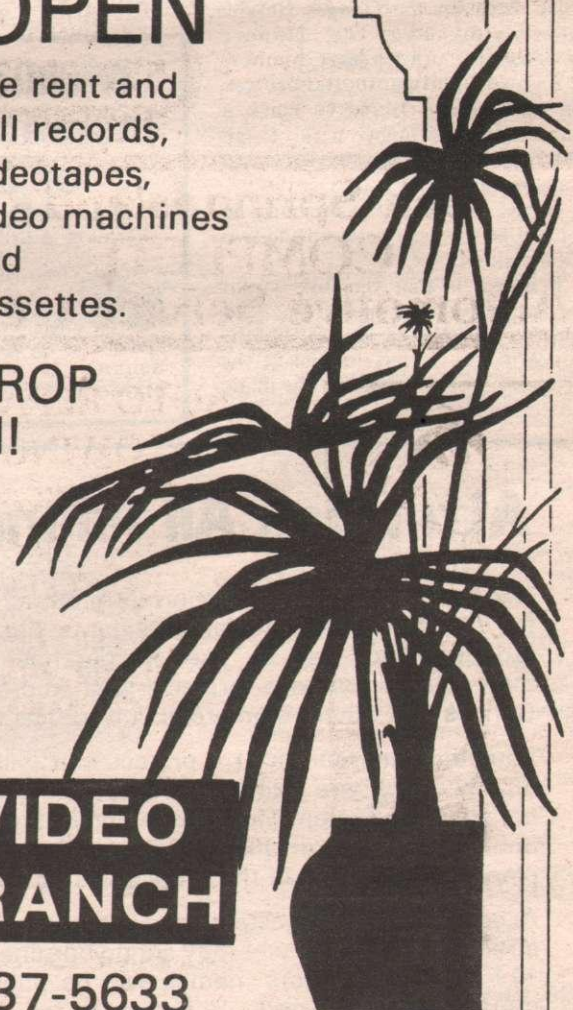 OPEN
e rent and
ll records,
deotapes,
deo machines
d
ssettes.
ROP
!
VIDEO
RANCH
37-5633